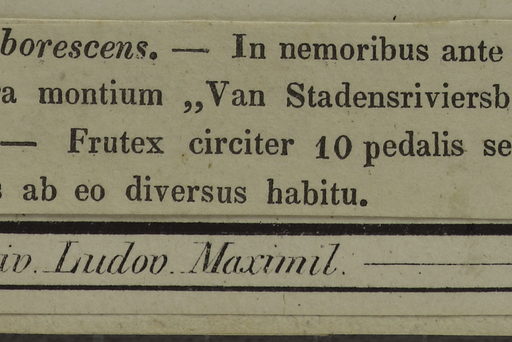 borescens. — In nemoribus ante
a montium „Van Stadensriviersb
— Frutex circiter 10 pedalis se
s ab eo diversus habitu.
iv. Ludov. Maximil.